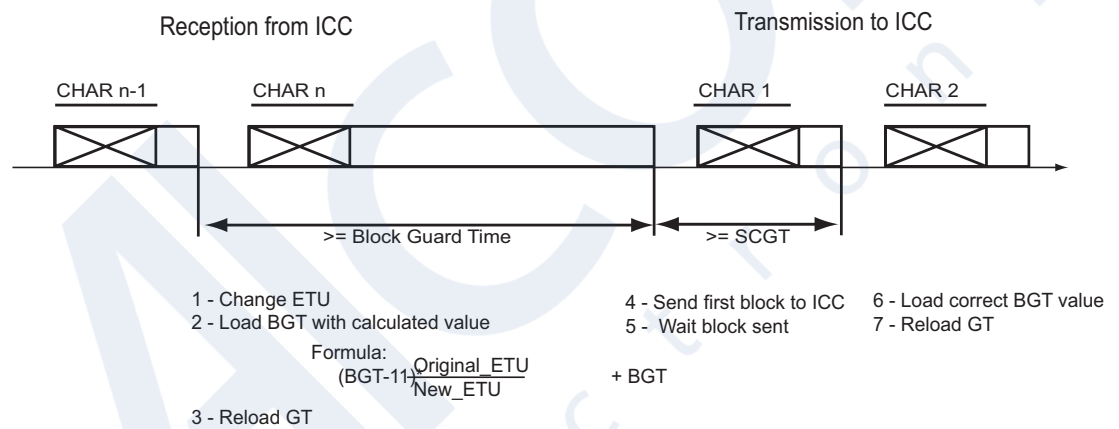 Reception from ICC
Transmission to ICC
CHAR n-1
CHAR n
CHAR 1
CHAR 2
>= Block Guard Time
>= SCGT
1 - Change ETU
2 - Load BGT with calculated value
Formula:
(BGT-11)* Original_ETU
New_ETU
+ BGT
3 - Reload GT
4 - Send first block to ICC
5 - Wait block sent
6 - Load correct BGT value
7 - Reload GT